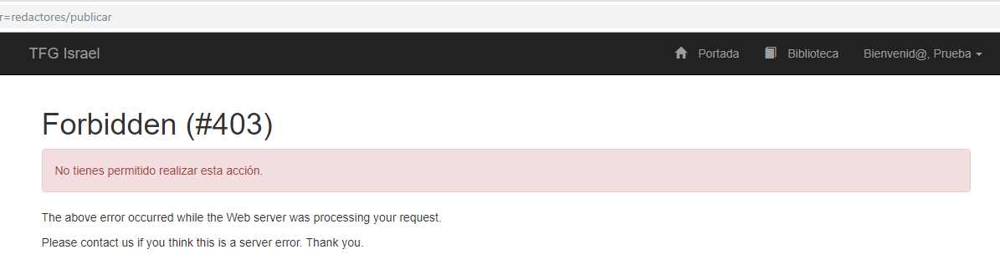 r=redactores/publicar
TFG Israel Portada Biblioteca Bienvenid@, Prueba
Forbidden (#403)
No tienes permitido realizar esta acción.
The above error occurred while the Web server was processing your request.
Please contact us if you think this is a server error. Thank you.